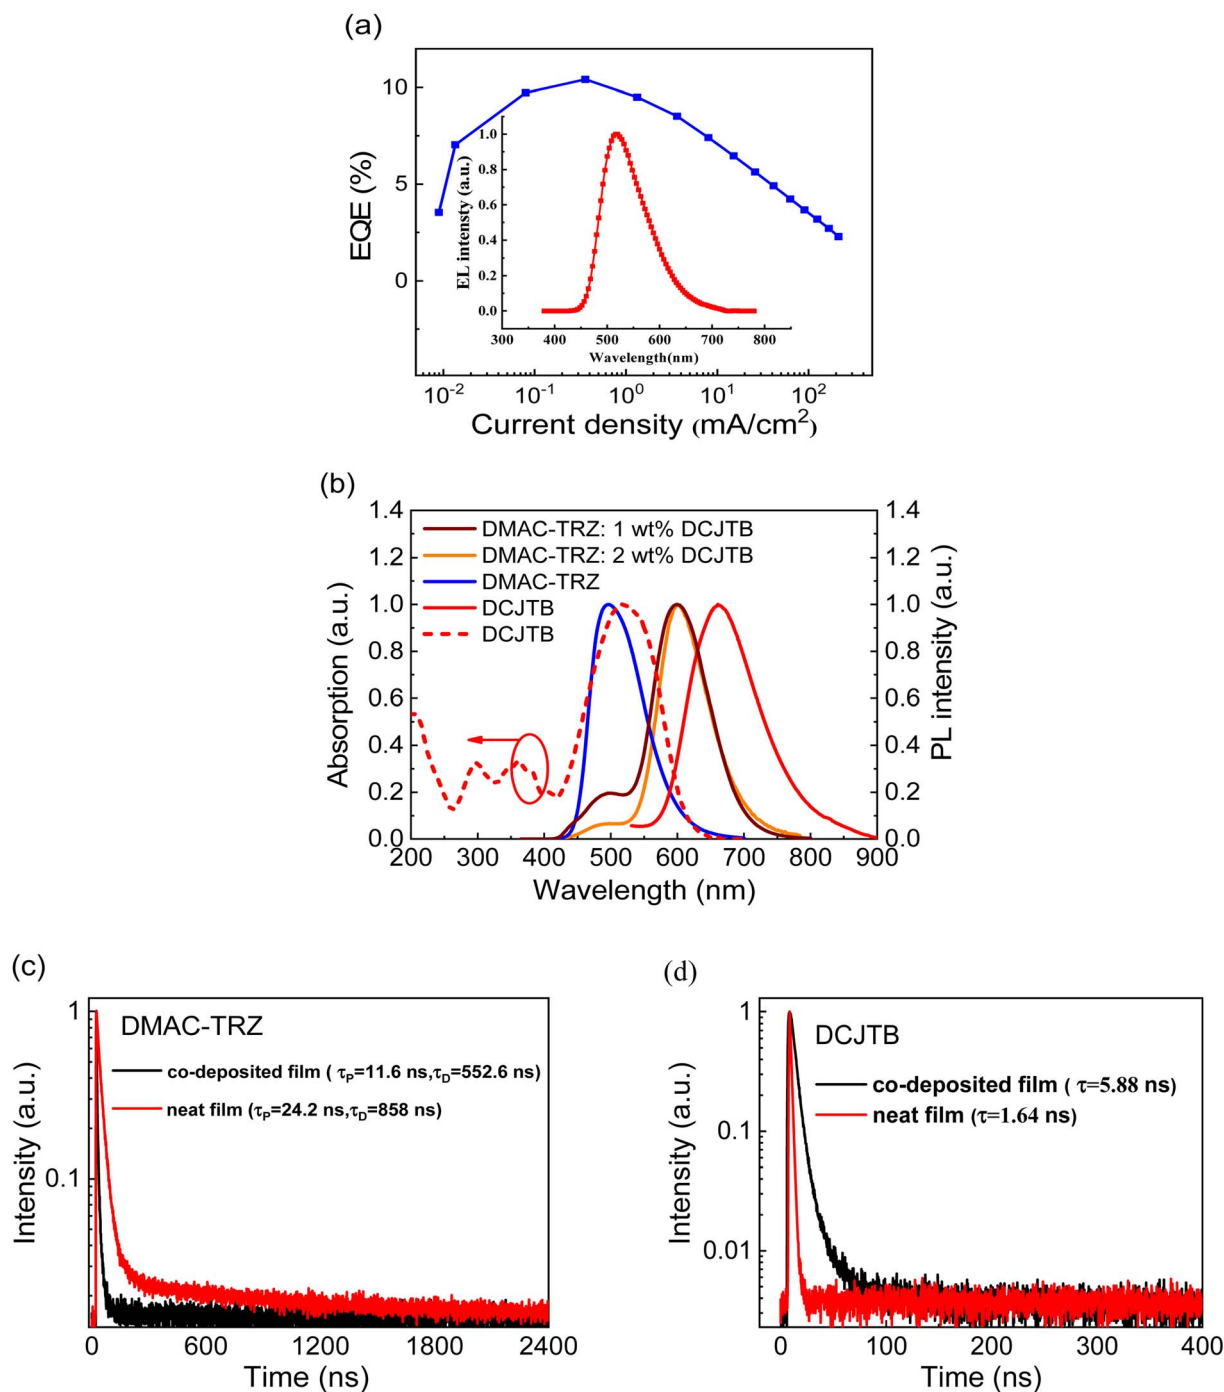 (a)
10
5
0
EQE (%)
1.0
0.8
0.6
0.4
0.2
0.0
EL intensty (a.u.)
300 400 500 600 700 800
Wavelength(nm)
10-2 10-1 100 101 102
Current density (mA/cm2)
(b)
1.4
1.2
1.0
0.8
0.6
0.4
0.2
0.0
Absorption (a.u.)
DMAC-TRZ: 1 wt% DCJTB
DMAC-TRZ: 2 wt% DCJTB
DMAC-TRZ
DCJTB
DCJTB
1.4
1.2
1.0
0.8
0.6
0.4
0.2
0.0
PL intensity (a.u.)
200 300 400 500 600 700 800 900
Wavelength (nm)
(c)
1
0.1
Intensity (a.u.)
DMAC-TRZ
co-deposited film ( τP=11.6 ns,τD=552.6 ns)
neat film (τP=24.2 ns,τD=858 ns)
0 600 1200 1800 2400
Time (ns)
(d)
1
0.1
0.01
Intensity (a.u.)
DCJTB
co-deposited film ( τ=5.88 ns)
neat film (τ=1.64 ns)
0 100 200 300 400
Time (ns)